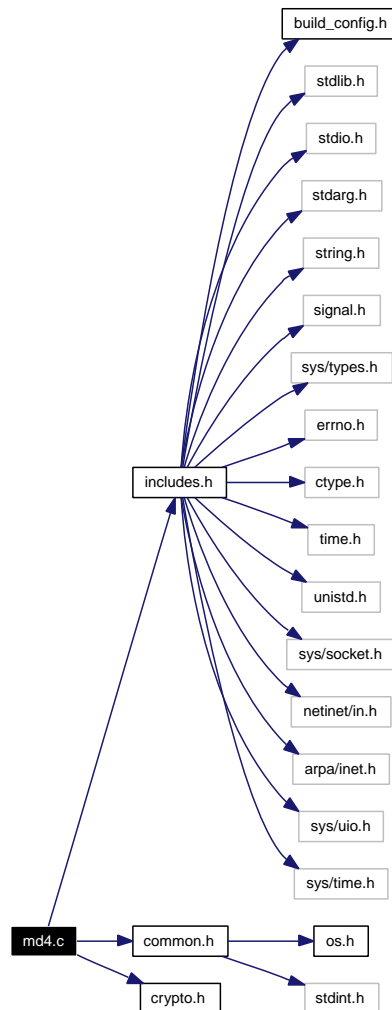 build_config.h
stdlib.h
stdio.h
stdarg.h
string.h
signal.h
sys/types.h
errno.h
includes.h
ctype.h
time.h
unistd.h
sys/socket.h
netinet/in.h
arpa/inet.h
sys/uio.h
sys/time.h
md4.c
common.h
os.h
crypto.h
stdint.h